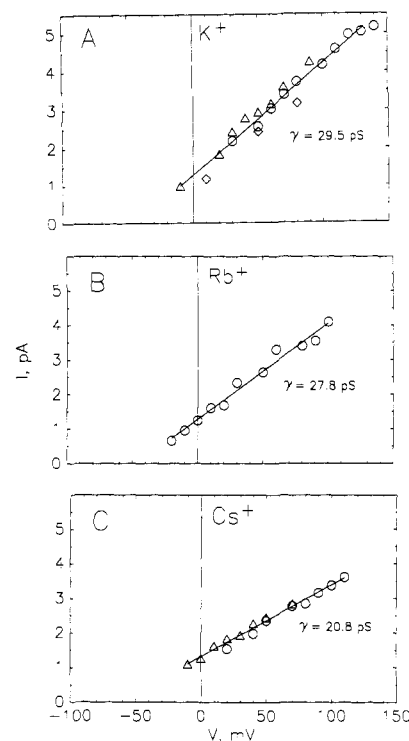 A
K+
5
4
3
2
1
0
γ = 29.5 pS
B
Rb+
5
4
3
2
1
0
γ = 27.8 pS
I, pA
C
Cs+
5
4
3
2
1
0
γ = 20.8 pS
-100
-50
0
50
100
150
V, mV